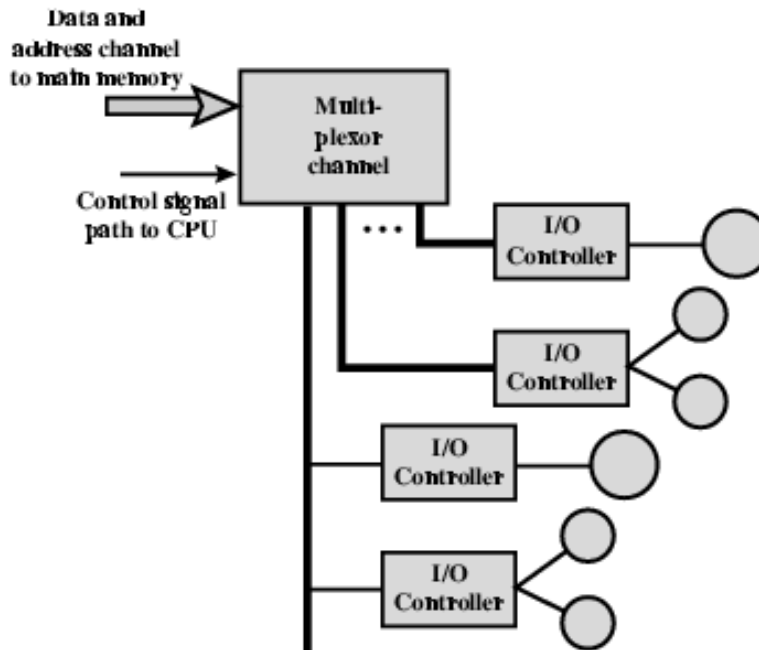 Data and
address channel
to main memory
Multi-
plexor
channel
Control signal
path to CPU
...
I/O
Controller
I/O
Controller
I/O
Controller
I/O
Controller